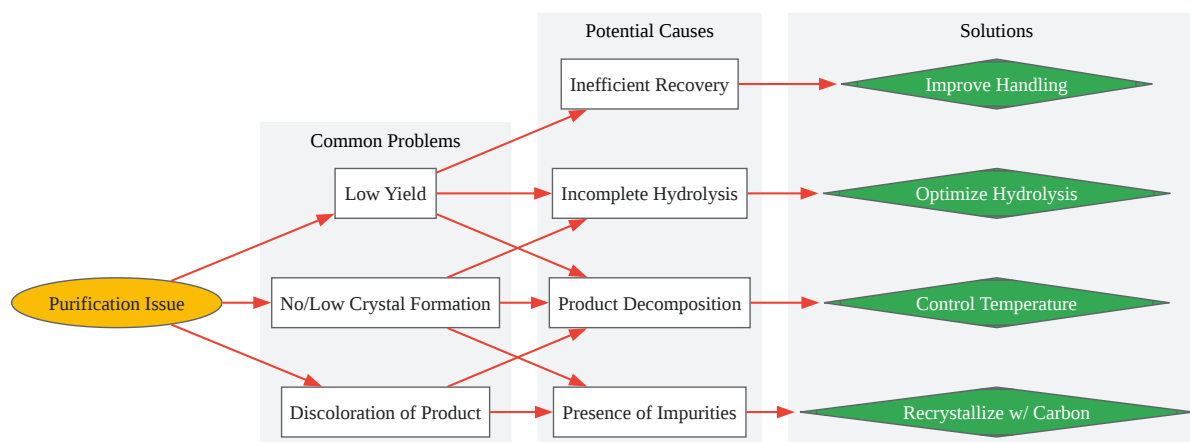 Potential Causes
Solutions
Inefficient Recovery
Improve Handling
Common Problems
Low Yield
Incomplete Hydrolysis
Optimize Hydrolysis
Purification Issue
No/Low Crystal Formation
Product Decomposition
Control Temperature
Discoloration of Product
Presence of Impurities
Recrystallize w/ Carbon